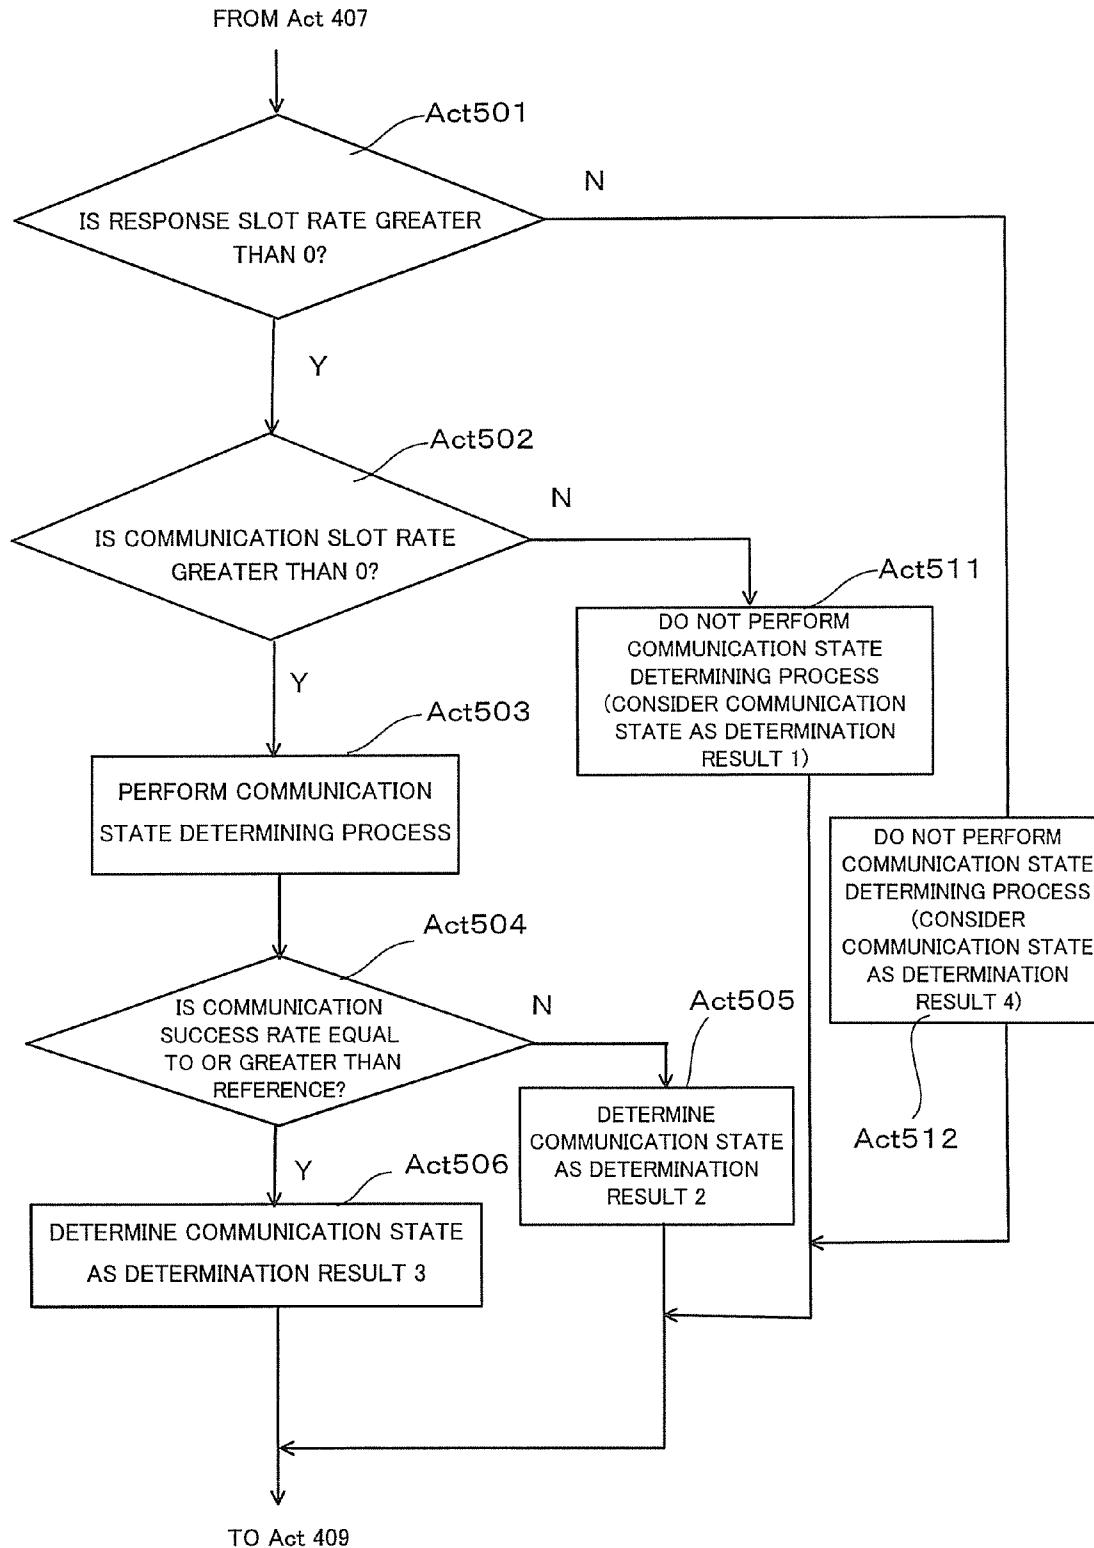 FROM Act 407
Act501
N
IS RESPONSE SLOT RATE GREATER
THAN 0?
Y
Act502
N
IS COMMUNICATION SLOT RATE
GREATER THAN 0?
Act511
DO NOT PERFORM
COMMUNICATION STATE
DETERMINING PROCESS
(CONSIDER COMMUNICATION
STATE AS DETERMINATION
RESULT 1)
Y
Act503
PERFORM COMMUNICATION
STATE DETERMINING PROCESS
DO NOT PERFORM
COMMUNICATION STATE
DETERMINING PROCESS
(CONSIDER
COMMUNICATION STATE
AS DETERMINATION
RESULT 4)
Act504
N
IS COMMUNICATION
SUCCESS RATE EQUAL
TO OR GREATER THAN
REFERENCE?
Act505
DETERMINE
COMMUNICATION STATE
AS DETERMINATION
RESULT 2
Act512
Y
Act506
DETERMINE COMMUNICATION STATE
AS DETERMINATION RESULT 3
TO Act 409